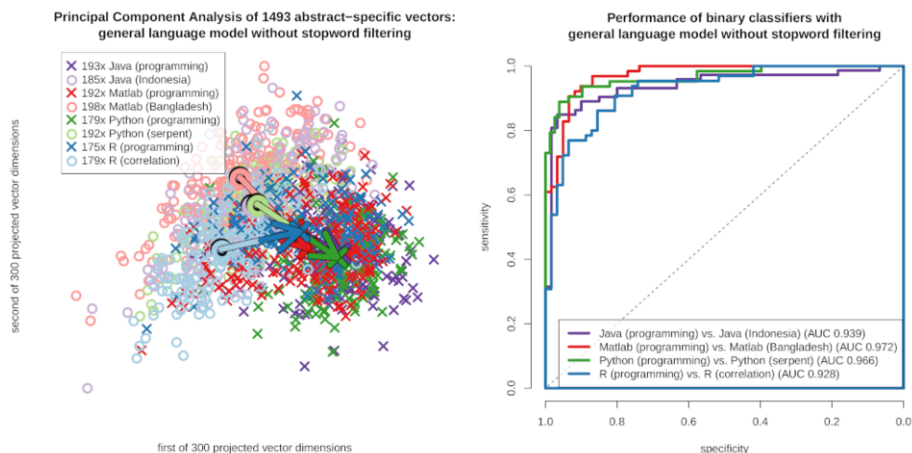 Principal Component Analysis of 1493 abstract−specific vectors:
general language model without stopword filtering
193x Java (programming)
185x Java (Indonesia)
192x Matlab (programming)
198x Matlab (Bangladesh)
179x Python (programming)
192x Python (serpent)
175x R (programming)
179x R (correlation)
second of 300 projected vector dimensions
first of 300 projected vector dimensions
Performance of binary classifiers with
general language model without stopword filtering
sensitivity
1.0
0.8
0.6
0.4
0.2
0.0
Java (programming) vs. Java (Indonesia) (AUC 0.939)
Matlab (programming) vs. Matlab (Bangladesh) (AUC 0.972)
Python (programming) vs. Python (serpent) (AUC 0.966)
R (programming) vs. R (correlation) (AUC 0.928)
1.0 0.8 0.6 0.4 0.2 0.0
specificity